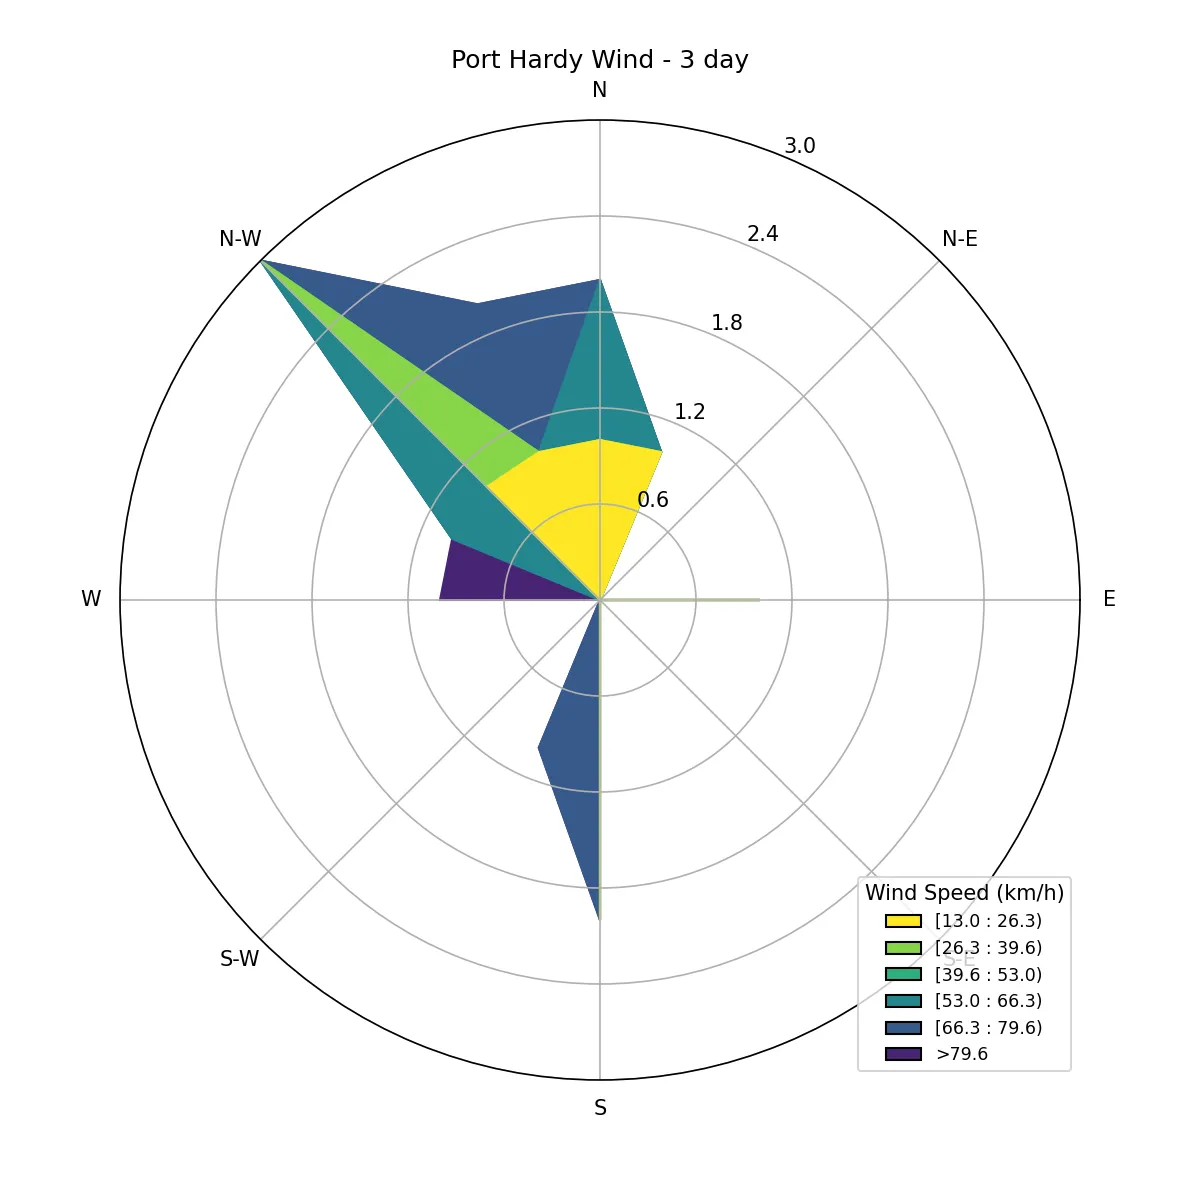 Port Hardy Wind - 3 day
N
3.0
2.4
N-W
N-E
1.8
1.2
0.6
W
E
Wind Speed (km/h)
[13.0 : 26.3)
[26.3 : 39.6)
S-W
S-E
[39.6 : 53.0)
[53.0 : 66.3)
[66.3 : 79.6)
>79.6
S